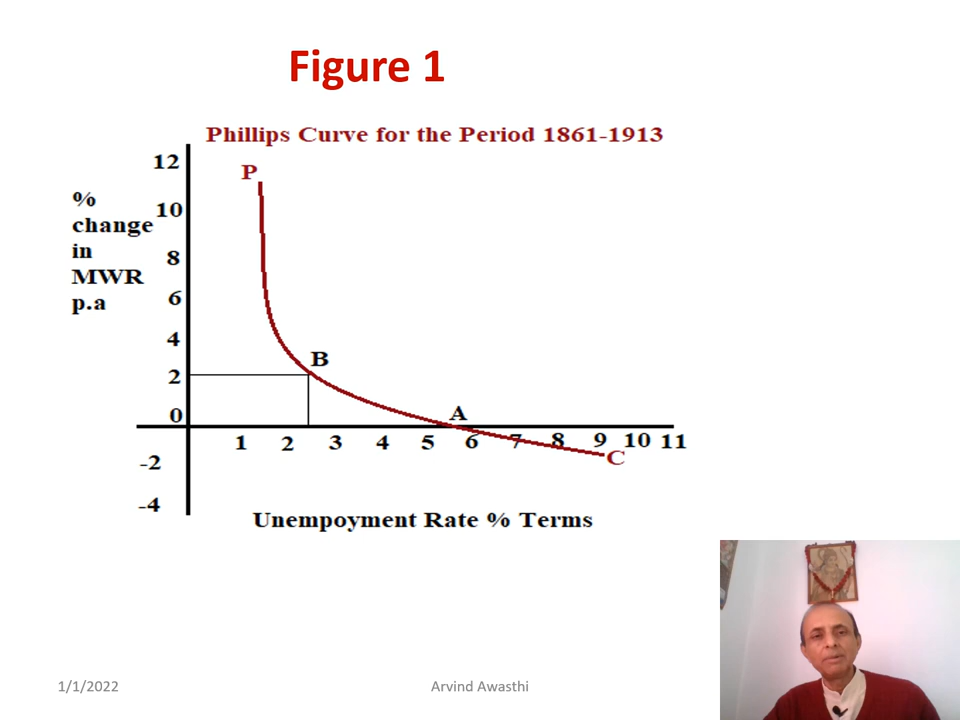 Figure 1
Phillips Curve for the Period 1861-1913
%
change
in
MWR
p.a
12
10
8
6
4
2
0
-2
-4
P
B
A
C
1 2 3 4 5 6 7 8 9 10 11
Unempoyment Rate % Terms
1/1/2022
Arvind Awasthi